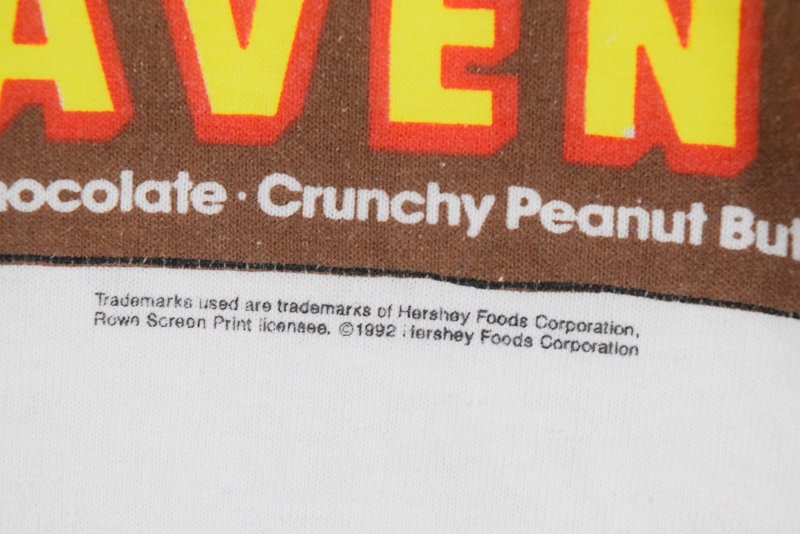 AVEN
hocolate · Crunchy Peanut But
Trademarks used are trademarks of Hershey Foods Corporation,
Rowe Screen Print licensee. ©1992 Hershey Foods Corporation